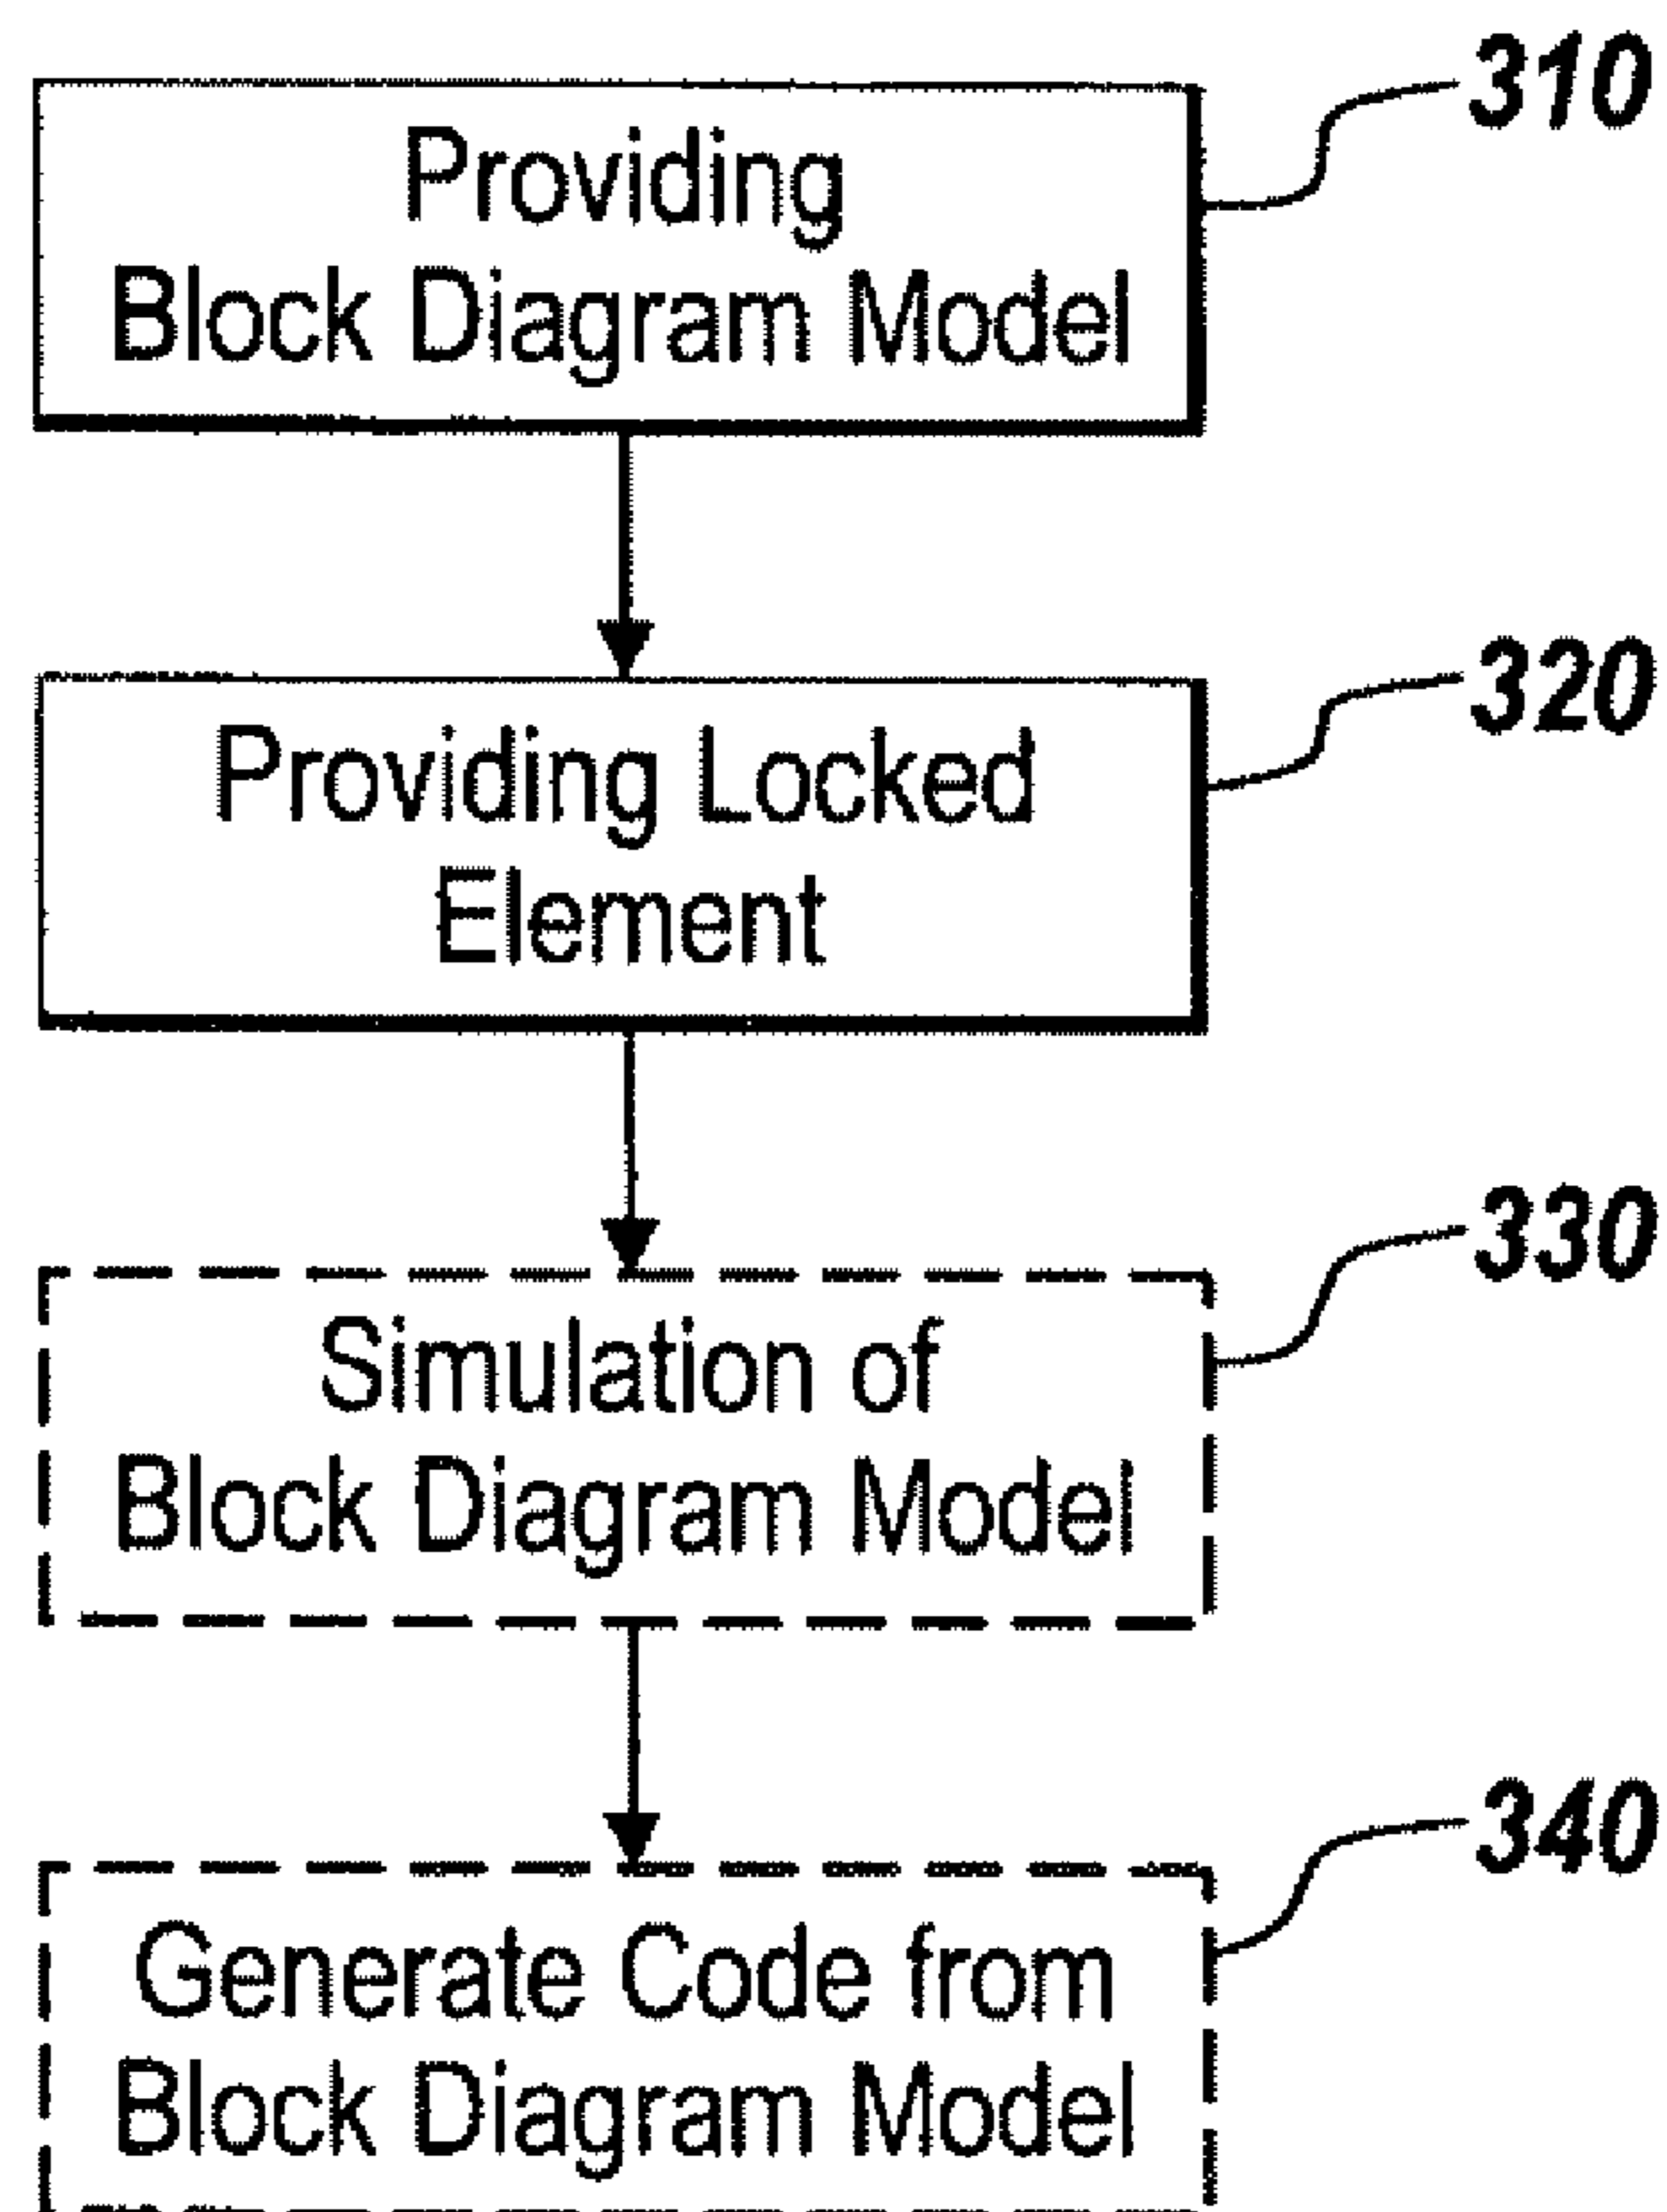 310
Providing
Block Diagram Model
320
Providing Locked
Element
330
Simulation of
Block Diagram Model
340
Generate Code from
Block Diagram Model